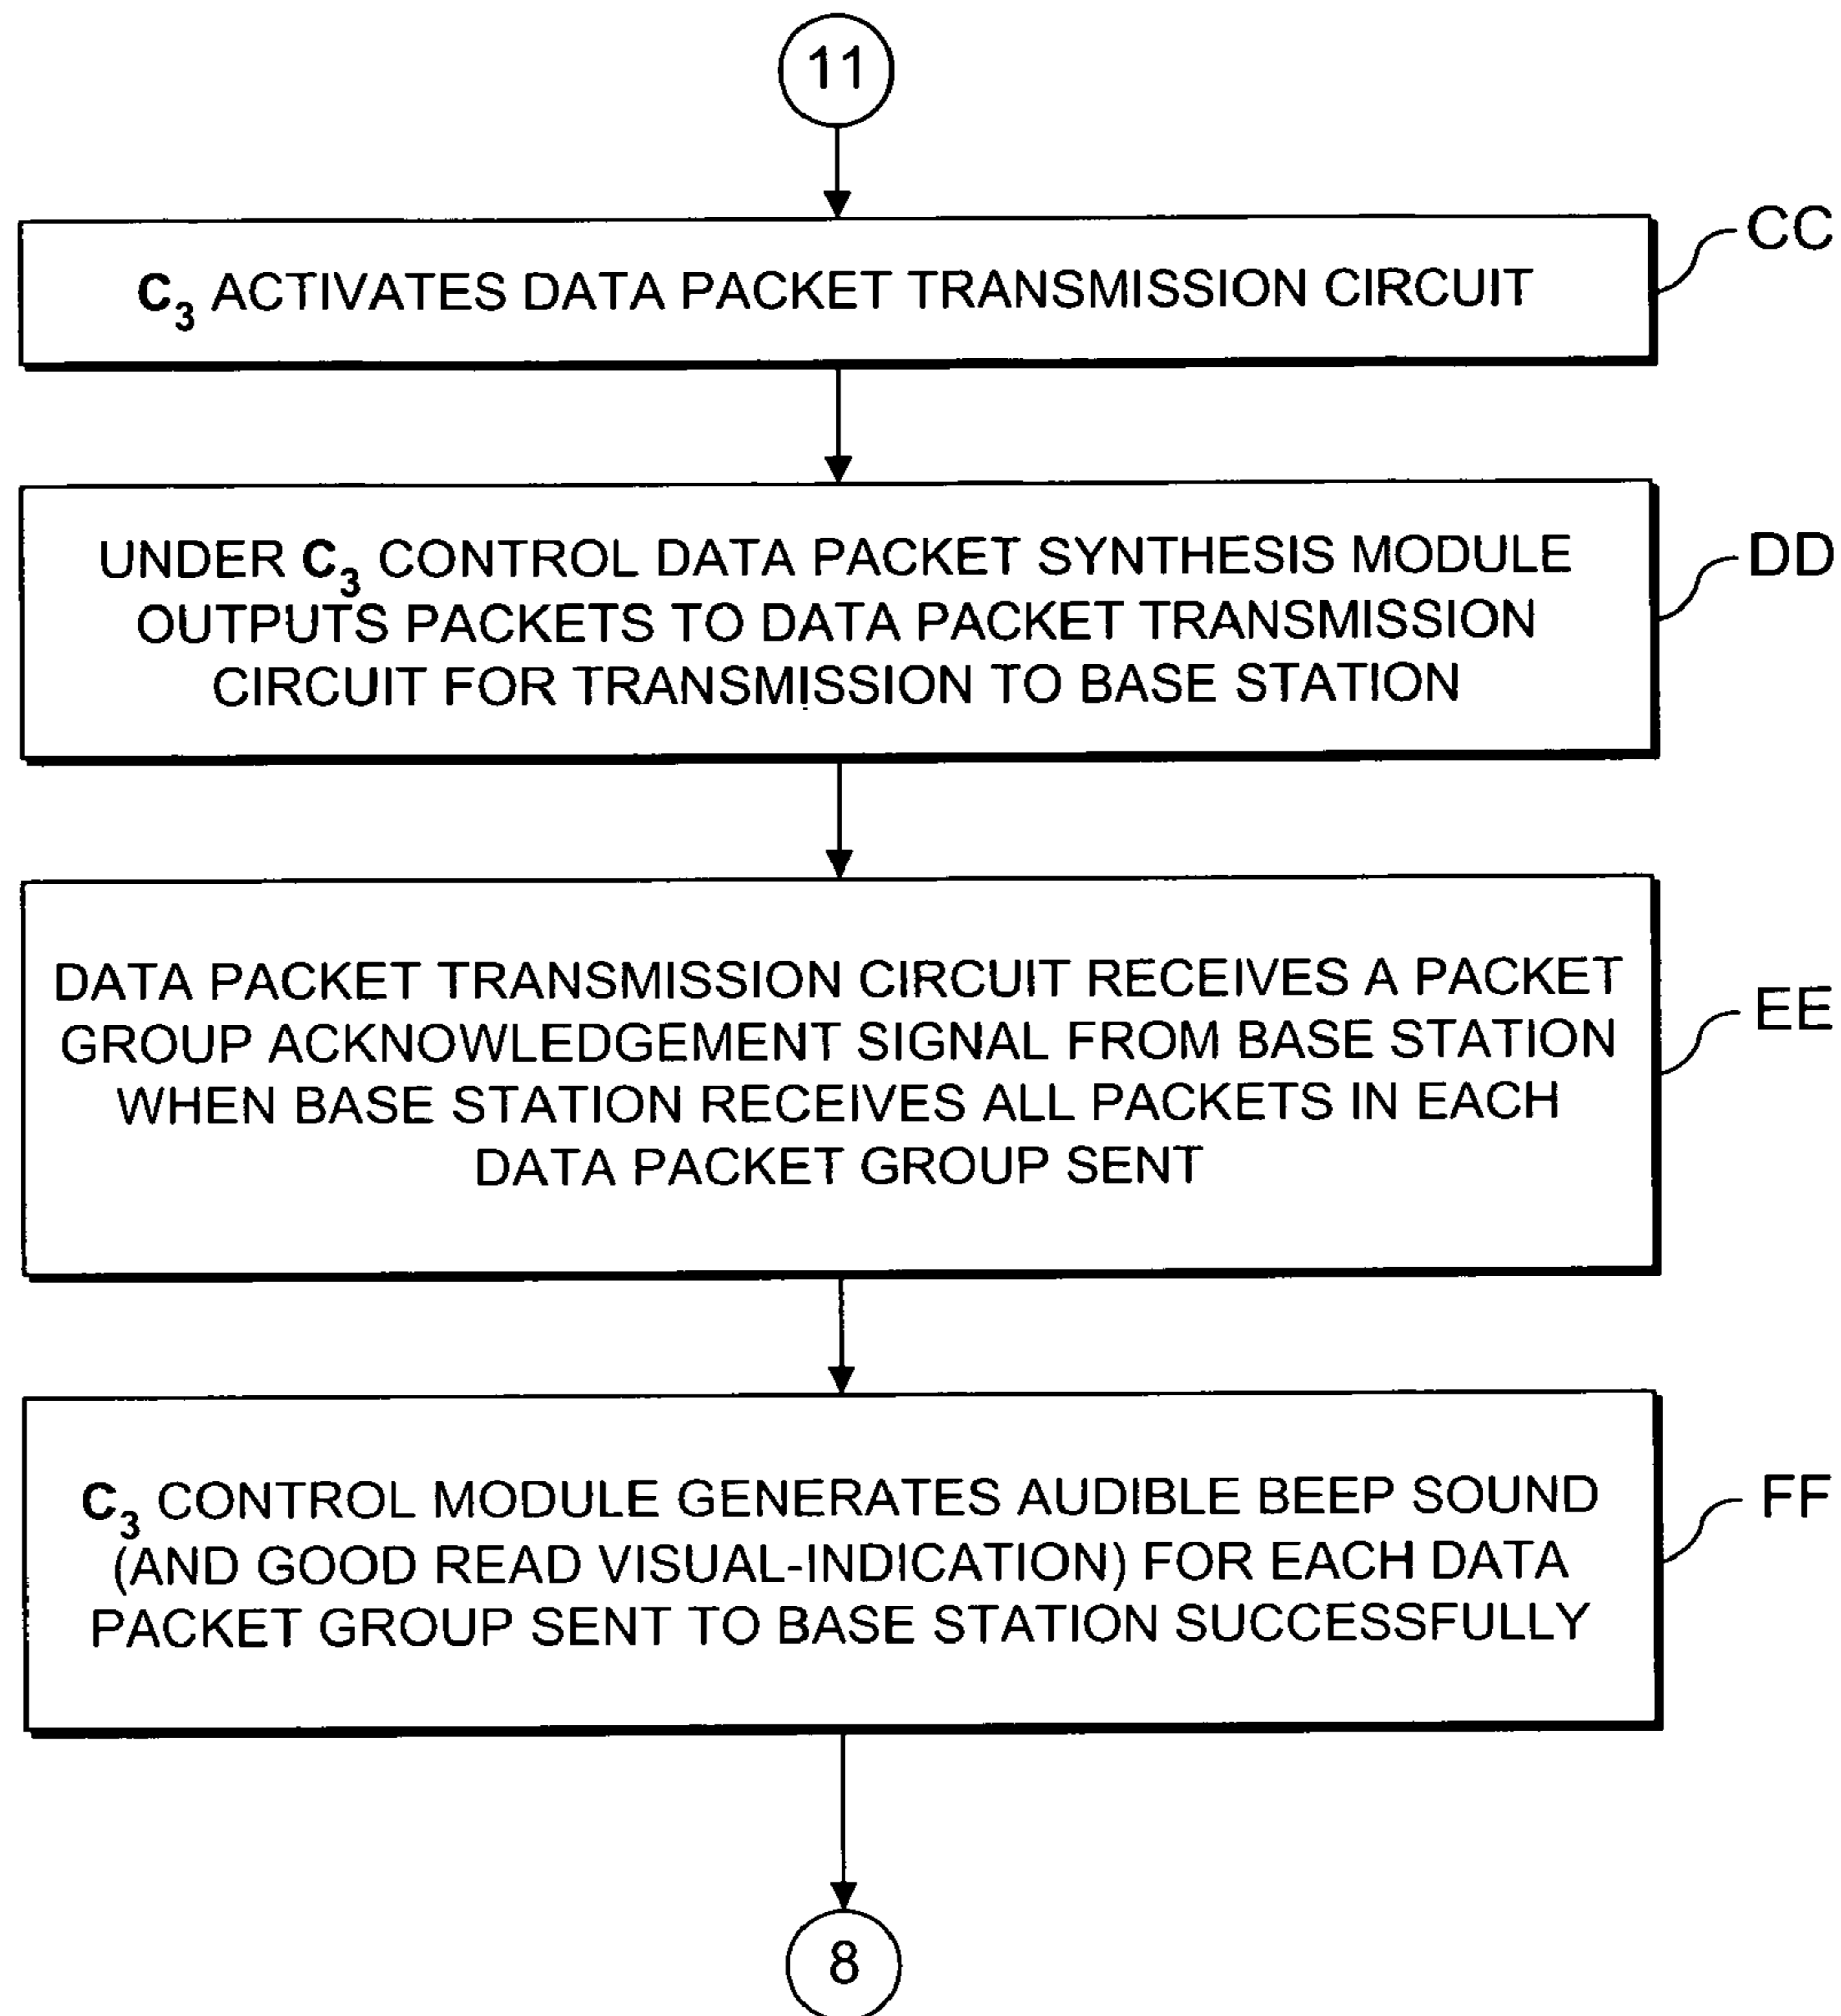 11
C₃ ACTIVATES DATA PACKET TRANSMISSION CIRCUIT
CC
UNDER C₃ CONTROL DATA PACKET SYNTHESIS MODULE
OUTPUTS PACKETS TO DATA PACKET TRANSMISSION
CIRCUIT FOR TRANSMISSION TO BASE STATION
DD
DATA PACKET TRANSMISSION CIRCUIT RECEIVES A PACKET
GROUP ACKNOWLEDGEMENT SIGNAL FROM BASE STATION
WHEN BASE STATION RECEIVES ALL PACKETS IN EACH
DATA PACKET GROUP SENT
EE
C₃ CONTROL MODULE GENERATES AUDIBLE BEEP SOUND
(AND GOOD READ VISUAL-INDICATION) FOR EACH DATA
PACKET GROUP SENT TO BASE STATION SUCCESSFULLY
FF
8